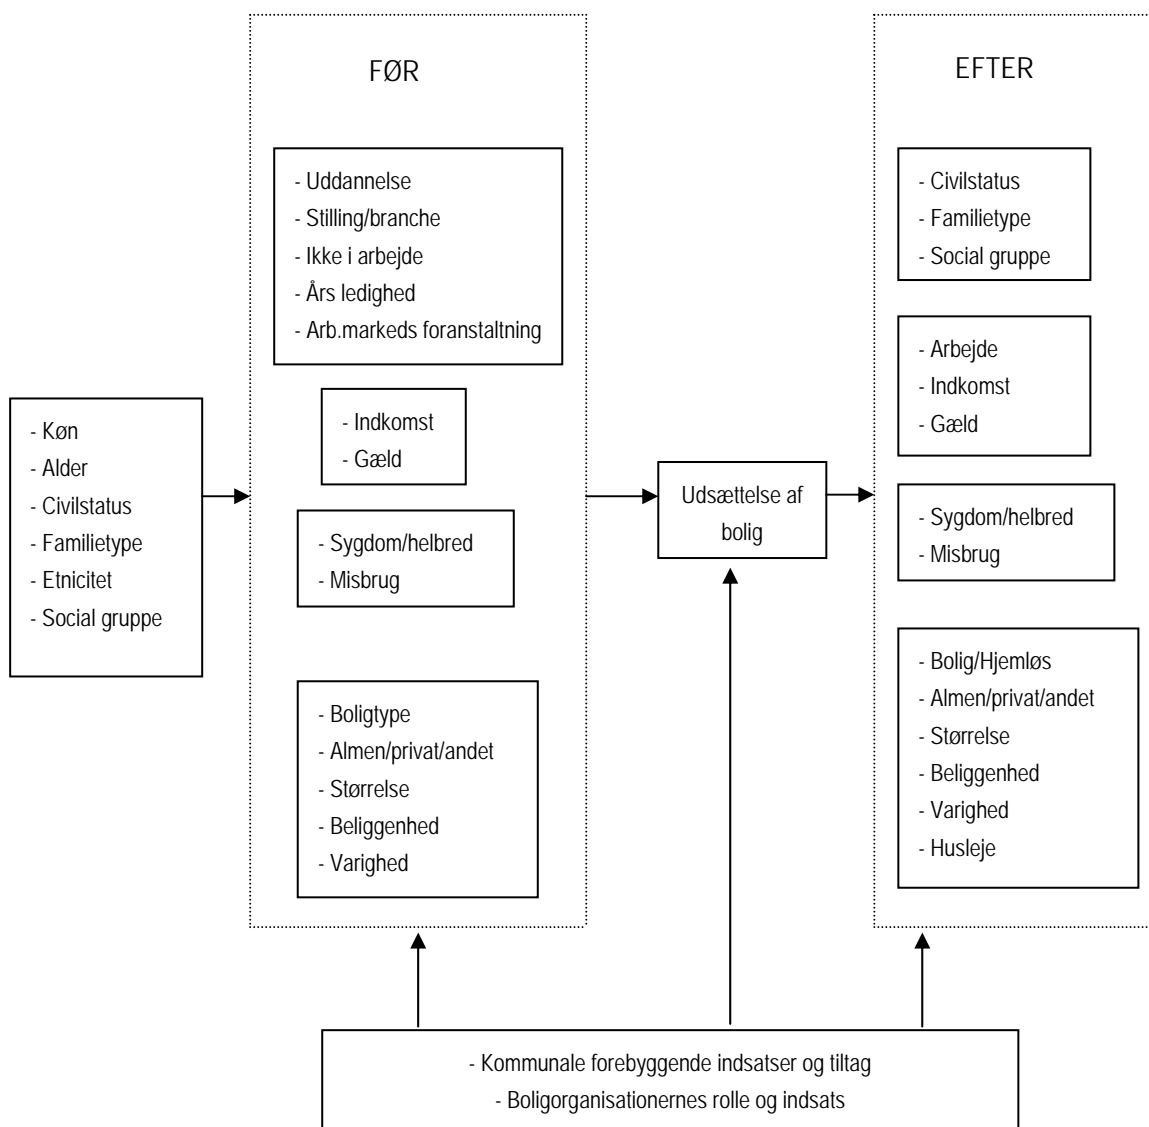 - Køn
- Alder
- Civilstatus
- Familietype
- Etnicitet
- Social gruppe
FØR
- Uddannelse
- Stilling/branche
- Ikke i arbejde
- Års ledighed
- Arb.markeds foranstaltning
- Indkomst
- Gæld
- Sygdom/helbred
- Misbrug
- Boligtype
- Almen/privat/andet
- Størrelse
- Beliggenhed
- Varighed
Udsættelse af
bolig
EFTER
- Civilstatus
- Familietype
- Social gruppe
- Arbejde
- Indkomst
- Gæld
- Sygdom/helbred
- Misbrug
- Bolig/Hjemløs
- Almen/privat/andet
- Størrelse
- Beliggenhed
- Varighed
- Husleje
- Kommunale forebyggende indsatser og tiltag
- Boligorganisationernes rolle og indsats